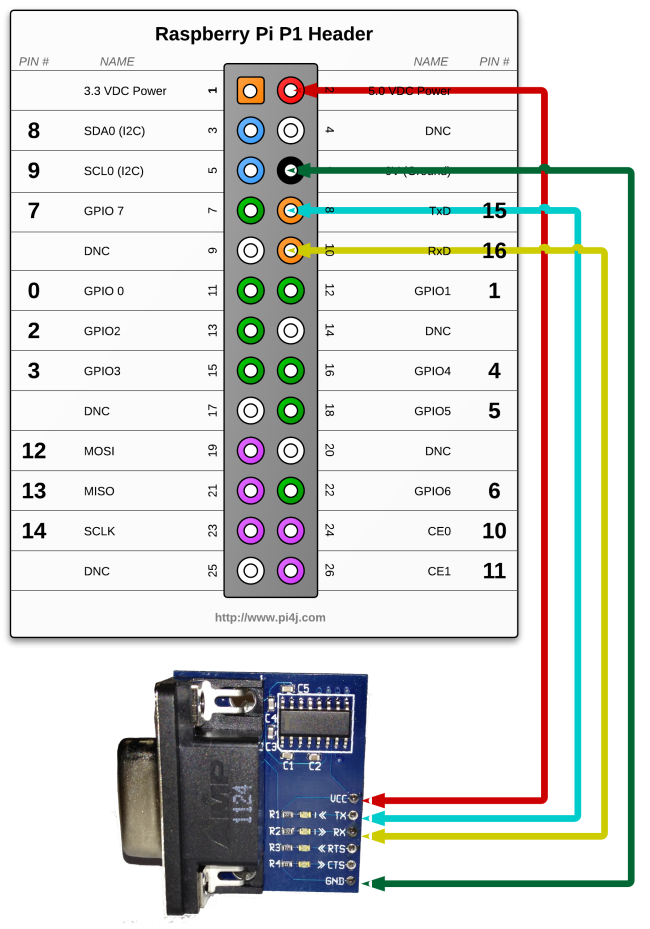 Raspberry Pi P1 Header
PIN # NAME NAME PIN #
3.3 VDC Power 1 2 5.0 VDC Power
8 SDA0 (I2C) 3 4 DNC
9 SCL0 (I2C) 5 0V (Ground)
7 GPIO 7 7 8 TxD 15
DNC 9 10 RxD 16
0 GPIO 0 11 12 GPIO1 1
2 GPIO2 13 14 DNC
3 GPIO3 15 16 GPIO4 4
DNC 17 18 GPIO5 5
12 MOSI 19 20 DNC
13 MISO 21 22 GPIO6 6
14 SCLK 23 24 CE0 10
DNC 25 26 CE1 11
http://www.pi4j.com
C5
C4
C3
C1 C2
AMP
1124
VCC
R1 « TX
R2 » RX
R3 « RTS
R4 » CTS
GND